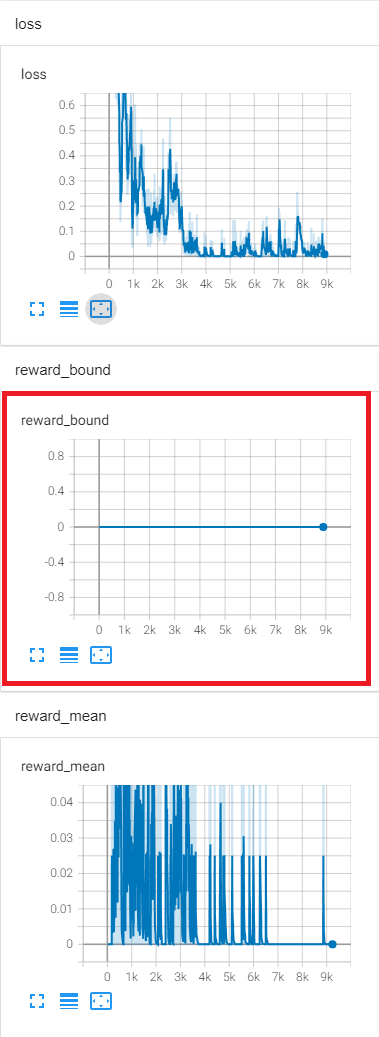 loss
loss
0.6
0.5
0.4
0.3
0.2
0.1
0
0 1k 2k 3k 4k 5k 6k 7k 8k 9k
reward_bound
reward_bound
0.8
0.4
0
-0.4
-0.8
0 1k 2k 3k 4k 5k 6k 7k 8k 9k
reward_mean
reward_mean
0.04
0.03
0.02
0.01
0
0 1k 2k 3k 4k 5k 6k 7k 8k 9k